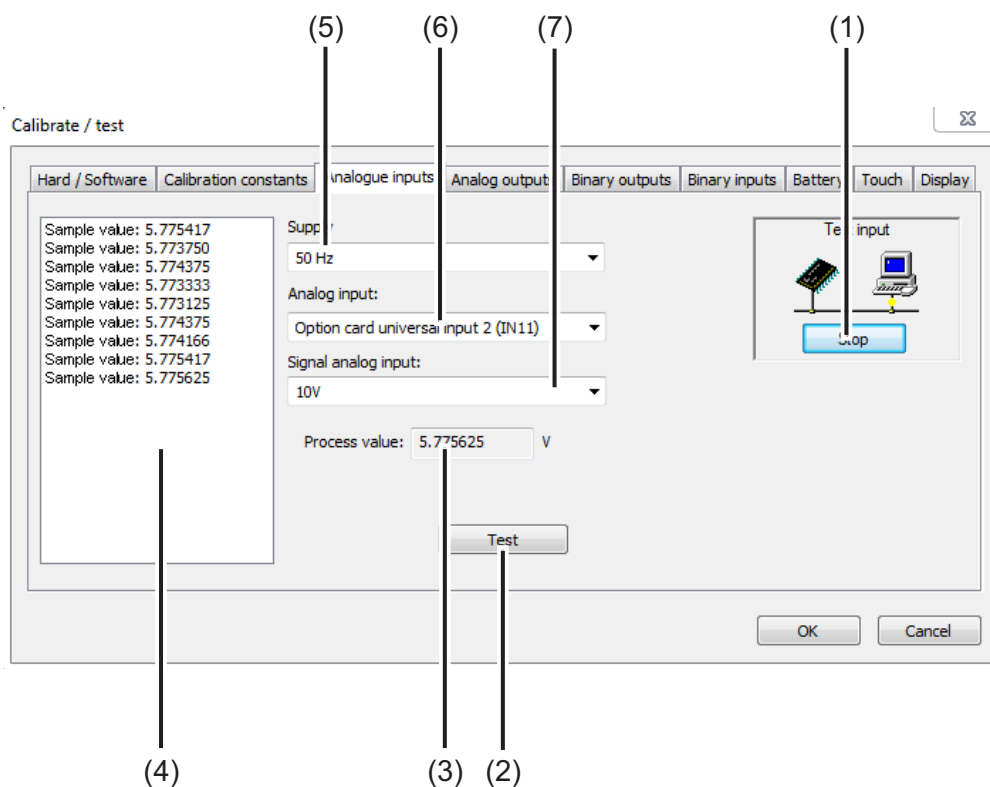 (5) (6) (7) (1)
Calibrate / test
Hard / Software Calibration constants Analogue inputs Analog outputs Binary outputs Binary inputs Battery Touch Display
Sample value: 5.775417
Sample value: 5.773750
Sample value: 5.774375
Sample value: 5.773333
Sample value: 5.773125
Sample value: 5.774375
Sample value: 5.774166
Sample value: 5.775417
Sample value: 5.775625
Supply
50 Hz
Analog input:
Option card universal input 2 (IN11)
Signal analog input:
10V
Process value: 5.775625 V
Test
Test input
Stop
OK Cancel
(4) (3) (2)